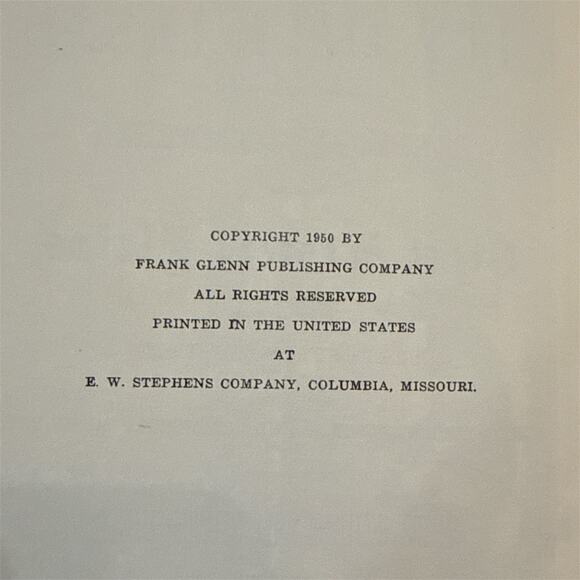 COPYRIGHT 1950 BY
FRANK GLENN PUBLISHING COMPANY
ALL RIGHTS RESERVED
PRINTED IN THE UNITED STATES
AT
E. W. STEPHENS COMPANY, COLUMBIA, MISSOURI.